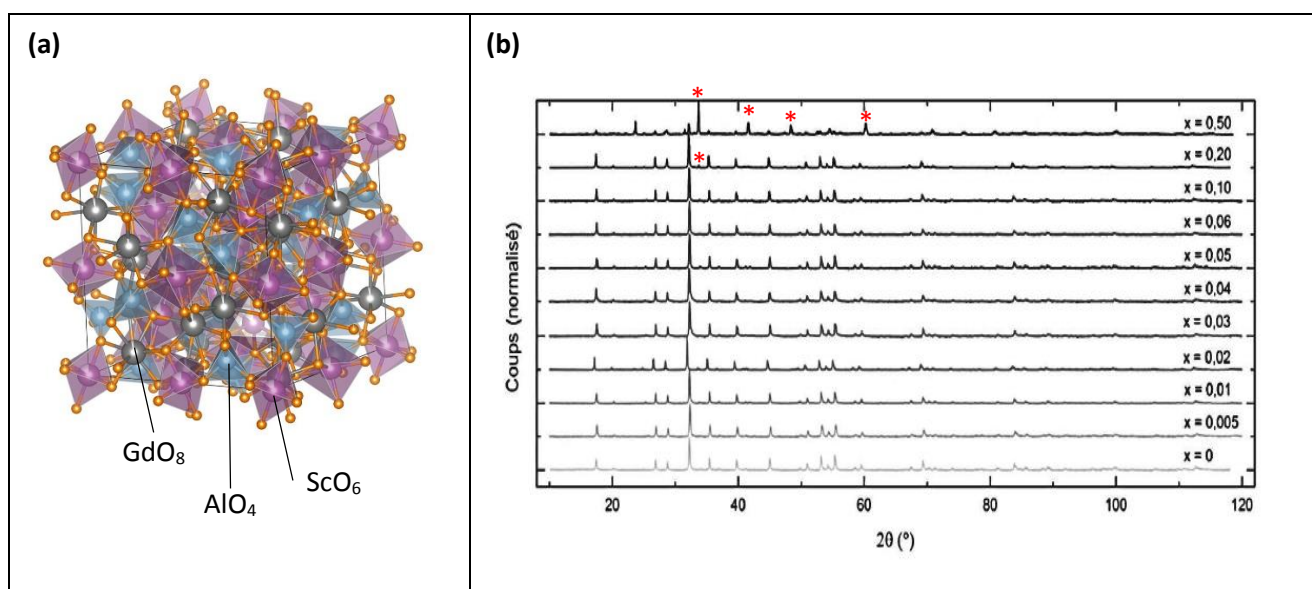 (a)
GdO₈
AlO₄
ScO₆
(b)
*
*
*
*
x = 0,50
*
x = 0,20
x = 0,10
x = 0,06
x = 0,05
x = 0,04
x = 0,03
x = 0,02
x = 0,01
x = 0,005
x = 0
Coups (normalisé)
20
40
60
80
100
120
2θ (°)